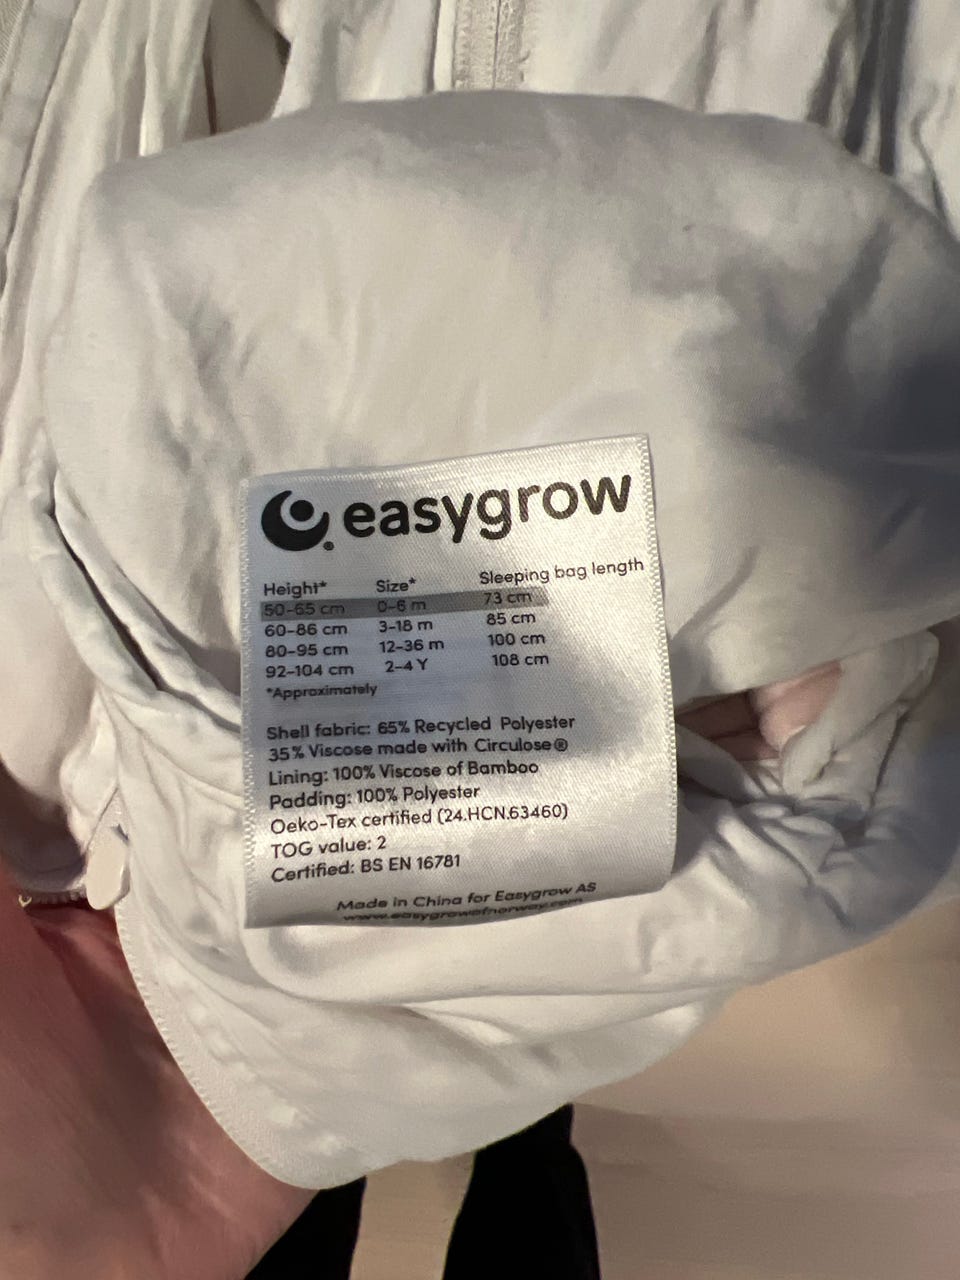 easygrow
Height* Size* Sleeping bag length
50-65 cm 0-6 m 73 cm
60-86 cm 3-18 m 85 cm
80-95 cm 12-36 m 100 cm
92-104 cm 2-4 Y 108 cm
*Approximately
Shell fabric: 65% Recycled Polyester
35% Viscose made with Circulose®
Lining: 100% Viscose of Bamboo
Padding: 100% Polyester
Oeko-Tex certified (24.HCN.63460)
TOG value: 2
Certified: BS EN 16781
Made in China for Easygrow AS
www.easygrowofnorway.com